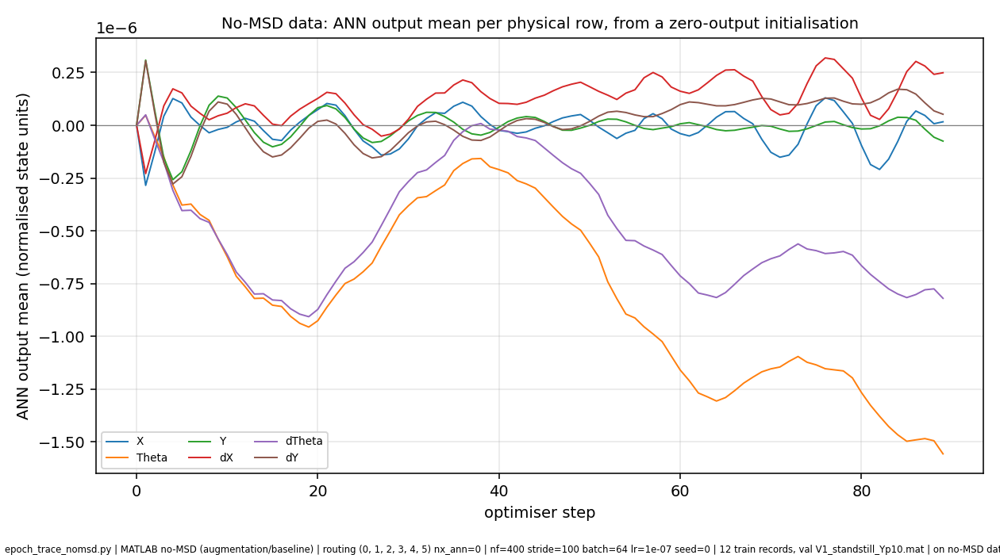 No-MSD data: ANN output mean per physical row, from a zero-output initialisation
1e−6
ANN output mean (normalised state units)
0.25
0.00
−0.25
−0.50
−0.75
−1.00
−1.25
−1.50
X Y dTheta
Theta dX dY
0 20 40 60 80
optimiser step
epoch_trace_nomsd.py | MATLAB no-MSD (augmentation/baseline) | routing (0, 1, 2, 3, 4, 5) nx_ann=0 | nf=400 stride=100 batch=64 lr=1e-07 seed=0 | 12 train records, val V1_standstill_Yp10.mat | on no-MSD